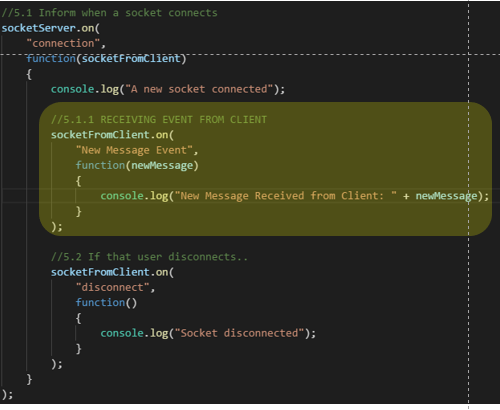 //5.1 Inform when a socket connects
socketServer.on(
"connection",
function(socketFromClient)
{
console.log("A new socket connected");
//5.1.1 RECEIVING EVENT FROM CLIENT
socketFromClient.on(
"New Message Event",
function(newMessage)
{
console.log("New Message Received from Client: " + newMessage);
}
);
//5.2 If that user disconnects..
socketFromClient.on(
"disconnect",
function()
{
console.log("Socket disconnected");
}
);
}
);